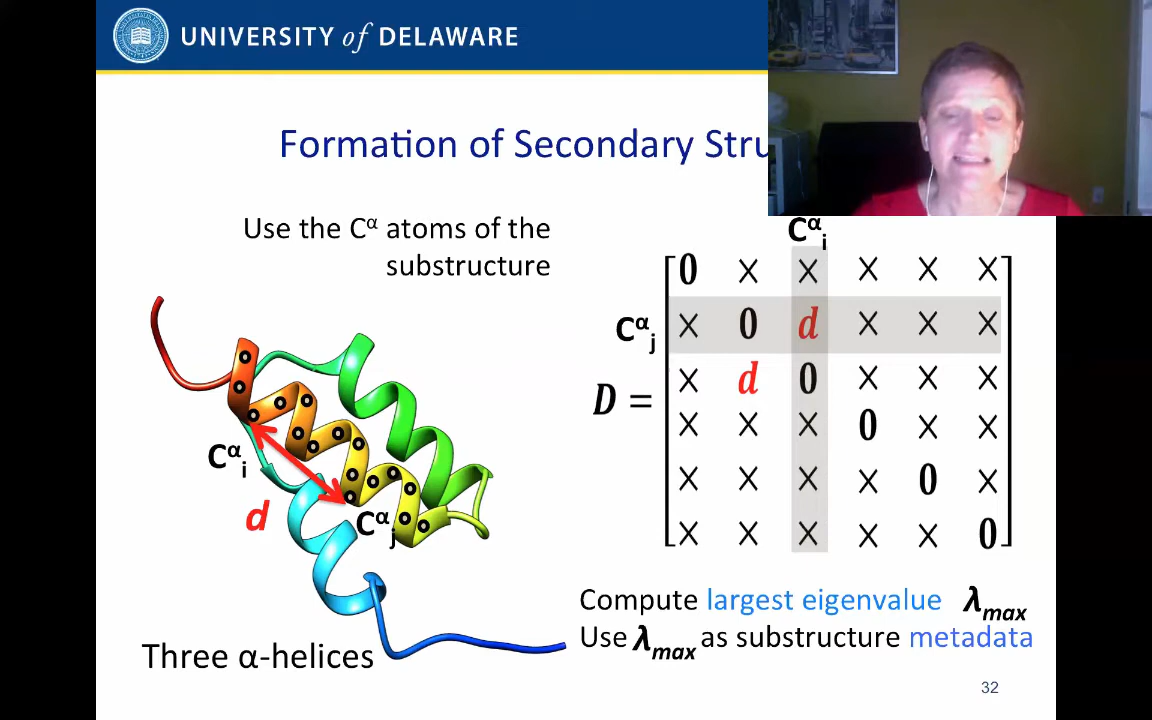 UNIVERSITY of DELAWARE
Formation of Secondary Stru
Use the Cα atoms of the
substructure
Cαi
Cαj
d
Three α-helices
Cαi
Cαj
D =
0 × × × × ×
× 0 d × × ×
× d 0 × × ×
× × × 0 × ×
× × × × 0 ×
× × × × × 0
Compute largest eigenvalue λmax
Use λmax as substructure metadata
32